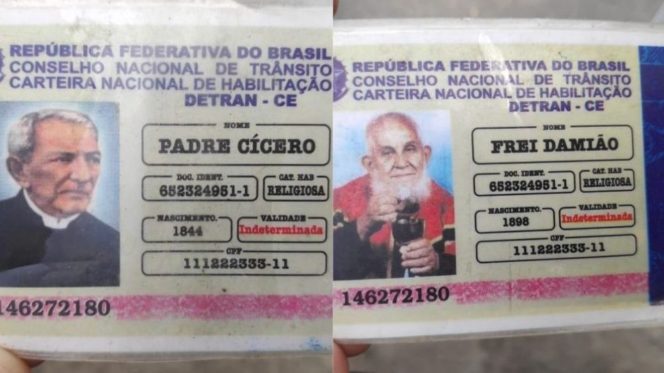 REPÚBLICA FEDERATIVA DO BRASIL
CONSELHO NACIONAL DE TRÂNSITO
CARTEIRA NACIONAL DE HABILITAÇÃO
DETRAN - CE
NOME
PADRE CÍCERO
DOC. IDENT.
CAT. HAB
652324951-1
RELIGIOSA
NASCIMENTO.
VALIDADE
1844
Indeterminada
CPF
111222333-11
146272180
REPÚBLICA FEDERATIVA DO BRASIL
CONSELHO NACIONAL DE TRÂNSITO
CARTEIRA NACIONAL DE HABILITAÇÃO
DETRAN - CE
NOME
FREI DAMIÃO
DOC. IDENT.
CAT. HAB
652324951-1
RELIGIOSA
NASCIMENTO.
VALIDADE
1898
Indeterminada
CPF
111222333-11
146272180